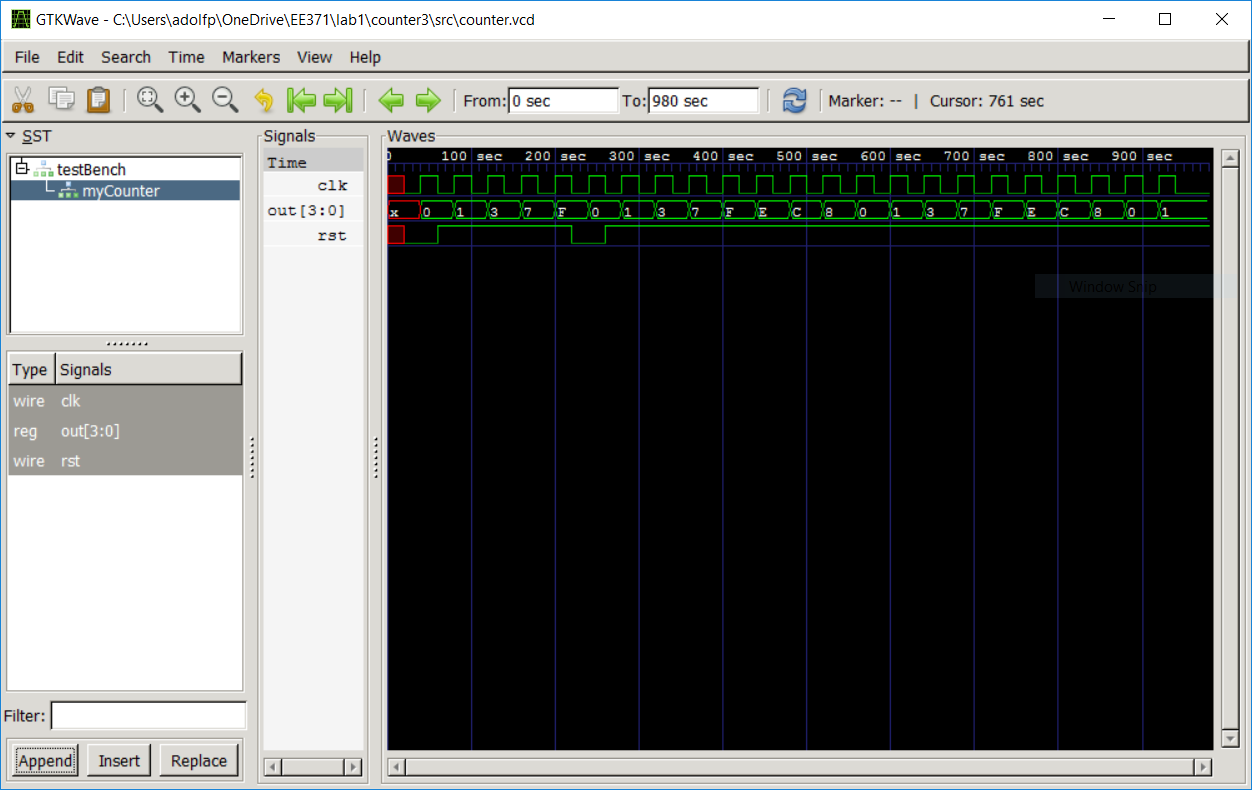 GTKWave - C:\Users\adolfp\OneDrive\EE371\lab1\counter3\src\counter.vcd
File Edit Search Time Markers View Help
From: 0 sec To: 980 sec Marker: -- | Cursor: 761 sec
SST
testBench
myCounter
Type Signals
wire clk
reg out[3:0]
wire rst
Filter:
Append Insert Replace
Signals
Time
clk
out[3:0]
rst
Waves
0 100 sec 200 sec 300 sec 400 sec 500 sec 600 sec 700 sec 800 sec 900 sec
x 0 1 3 7 F 0 1 3 7 F E C 8 0 1 3 7 F E C 8 0 1
Window Snip